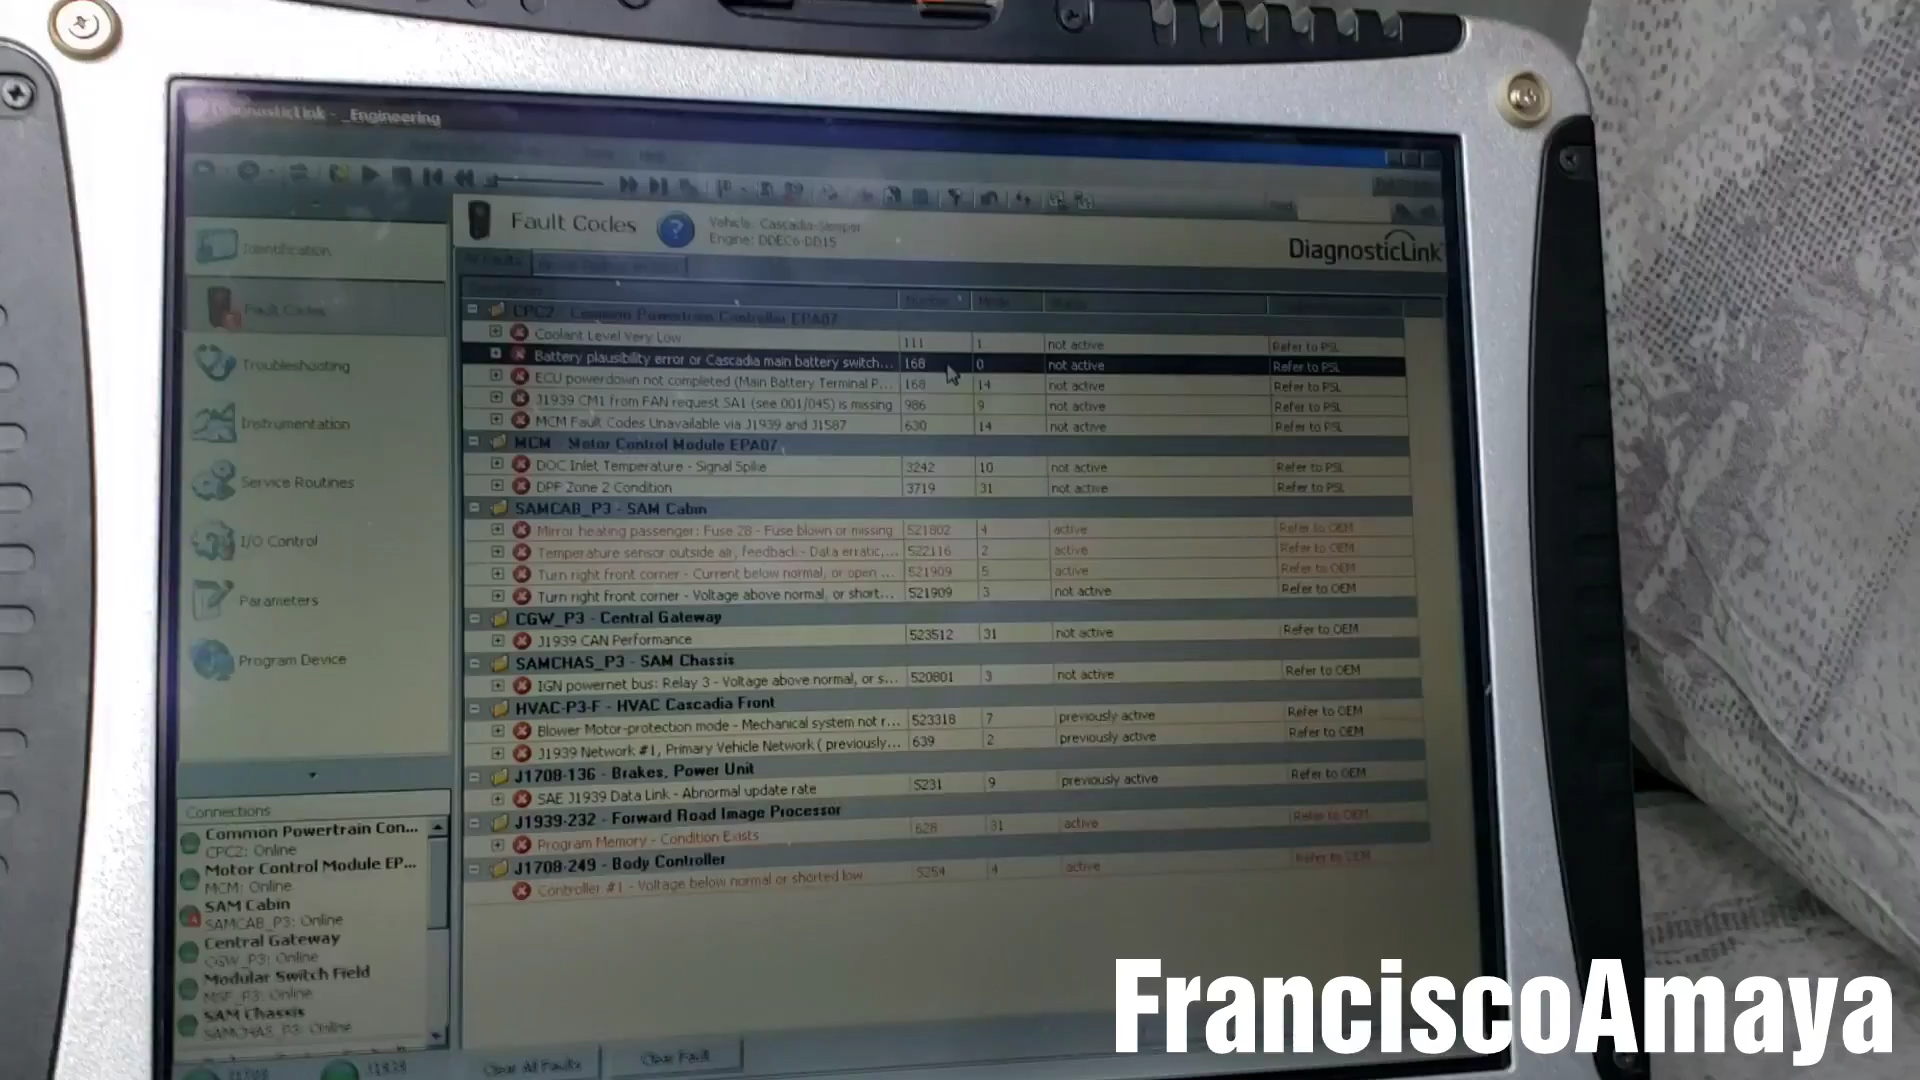 DiagnosticLink - _Engineering
Help
Fault Codes
Vehicle: Cascadia-Sleeper
Engine: DDEC6-DD15
DiagnosticLink
Identification
Fault Codes
Troubleshooting
Instrumentation
Service Routines
I/O Control
Parameters
Program Device
All Faults
Number Mode Status
CPC2 - Common Powertrain Controller EPA07
Coolant Level Very Low 111 1 not active Refer to PSL
Battery plausibility error or Cascadia main battery switch... 168 0 not active Refer to PSL
ECU powerdown not completed (Main Battery Terminal P... 168 14 not active Refer to PSL
J1939 CM1 from FAN request SA1 (see 001/045) is missing 986 9 not active Refer to PSL
MCM Fault Codes Unavailable via J1939 and J1587 630 14 not active Refer to PSL
MCM - Motor Control Module EPA07
DOC Inlet Temperature - Signal Spike 3242 10 not active Refer to PSL
DPF Zone 2 Condition 3719 31 not active Refer to PSL
SAMCAB_P3 - SAM Cabin
Mirror heating passenger: Fuse 28 - Fuse blown or missing 521802 4 active Refer to OEM
Temperature sensor outside air, feedback - Data erratic,... 522116 2 active Refer to OEM
Turn right front corner - Current below normal, or open ... 521909 5 active Refer to OEM
Turn right front corner - Voltage above normal, or short... 521909 3 not active Refer to OEM
CGW_P3 - Central Gateway
J1939 CAN Performance 523512 31 not active Refer to OEM
SAMCHAS_P3 - SAM Chassis
IGN powernet bus: Relay 3 - Voltage above normal, or s... 520801 3 not active Refer to OEM
HVAC-P3-F - HVAC Cascadia Front
Blower Motor-protection mode - Mechanical system not r... 523318 7 previously active Refer to OEM
J1939 Network #1, Primary Vehicle Network ( previously... 639 2 previously active Refer to OEM
J1708-136 - Brakes, Power Unit
SAE J1939 Data Link - Abnormal update rate 5231 9 previously active Refer to OEM
J1939-232 - Forward Road Image Processor
Program Memory - Condition Exists 628 31 active Refer to OEM
J1708-249 - Body Controller
Controller #1 - Voltage below normal or shorted low 5254 4 active Refer to OEM
Connections
Common Powertrain Con...
CPC2: Online
Motor Control Module EP...
MCM: Online
SAM Cabin
SAMCAB_P3: Online
Central Gateway
CGW_P3: Online
Modular Switch Field
MSF_P3: Online
SAM Chassis
SAMCHAS_P3: Online
J1708 J1939
Clear All Faults Clear Fault
FranciscoAmaya